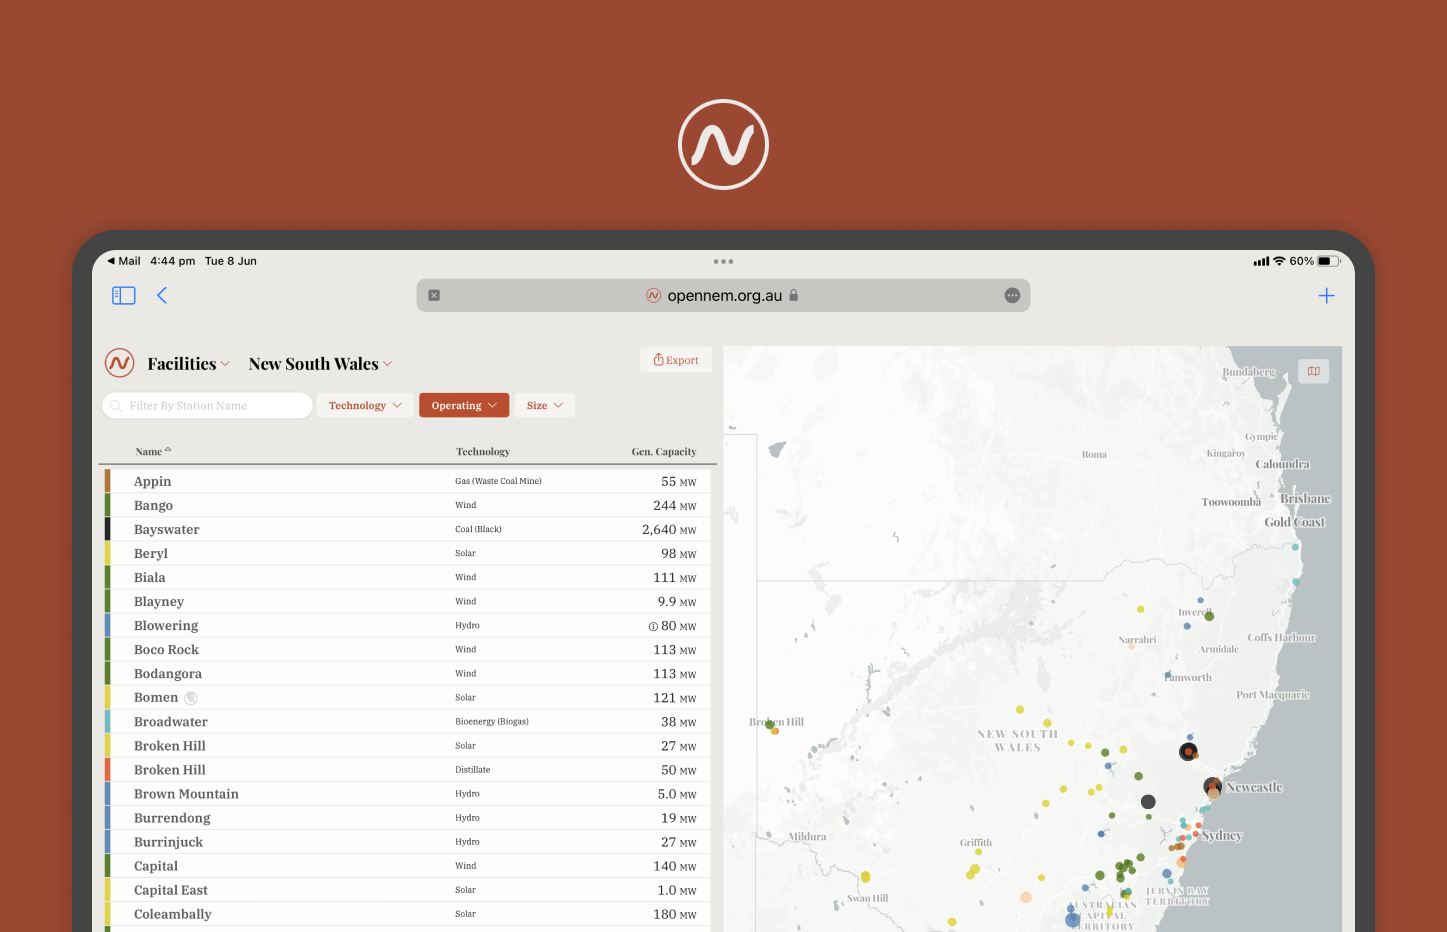 Mail 4:44 pm Tue 8 Jun
60%
opennem.org.au
Facilities New South Wales
Export
Filter By Station Name
Technology Operating Size
Name Technology Gen. Capacity
Appin Gas (Waste Coal Mine) 55 MW
Bango Wind 244 MW
Bayswater Coal (Black) 2,640 MW
Beryl Solar 98 MW
Biala Wind 111 MW
Blayney Wind 9.9 MW
Blowering Hydro 80 MW
Boco Rock Wind 113 MW
Bodangora Wind 113 MW
Bomen Solar 121 MW
Broadwater Bioenergy (Biogas) 38 MW
Broken Hill Solar 27 MW
Broken Hill Distillate 50 MW
Brown Mountain Hydro 5.0 MW
Burrendong Hydro 19 MW
Burrinjuck Hydro 27 MW
Capital Wind 140 MW
Capital East Solar 1.0 MW
Coleambally Solar 180 MW
Bundaberg
Gympie
Roma
Kingaroy
Caloundra
Toowoomba
Brisbane
Gold Coast
Inverell
Narrabri
Coffs Harbour
Armidale
Tamworth
Port Macquarie
Broken Hill
NEW SOUTH
WALES
Newcastle
Mildura
Griffith
Sydney
Swan Hill
JERVIS BAY
TERRITORY
AUSTRALIAN
CAPITAL
TERRITORY